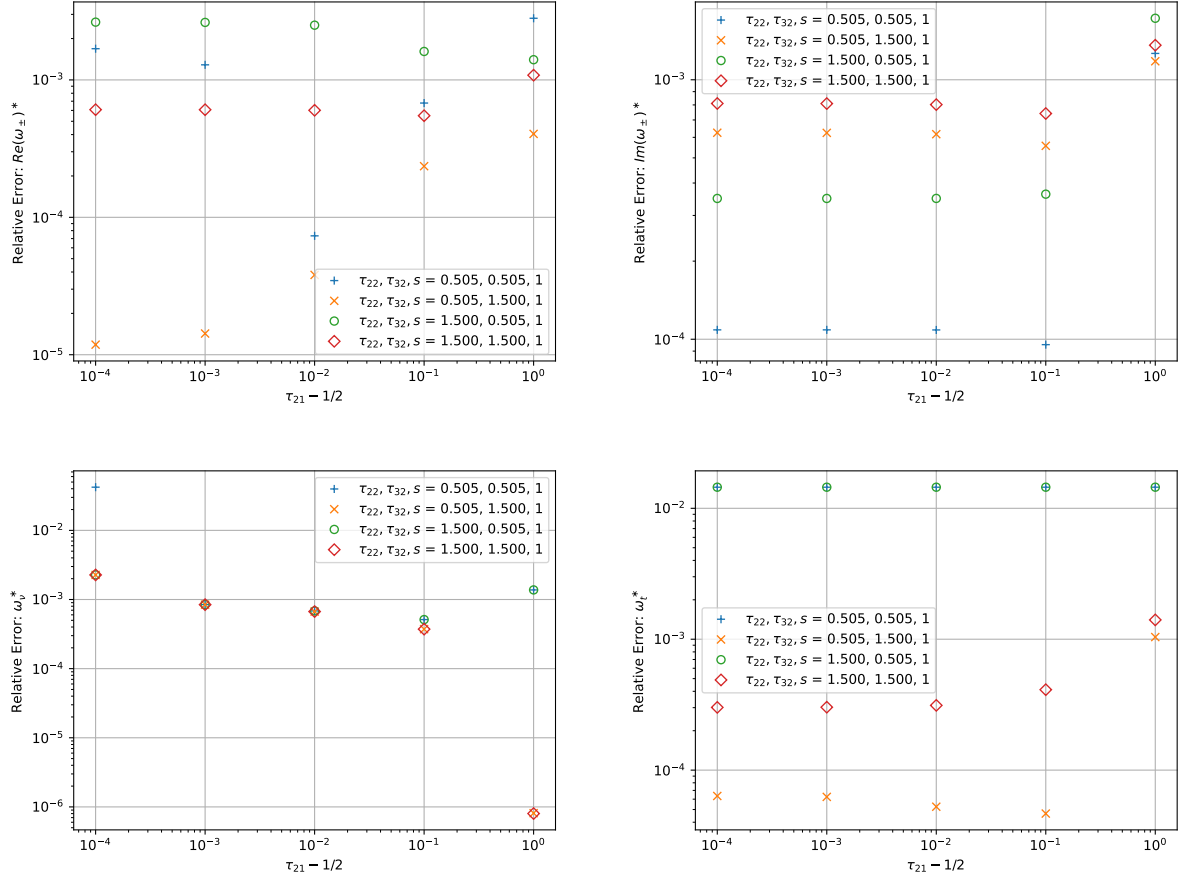 Relative Error: Re(ω±)*
10⁻³
10⁻⁴
10⁻⁵
τ₂₂, τ₃₂, s = 0.505, 0.505, 1
τ₂₂, τ₃₂, s = 0.505, 1.500, 1
τ₂₂, τ₃₂, s = 1.500, 0.505, 1
τ₂₂, τ₃₂, s = 1.500, 1.500, 1
10⁻⁴ 10⁻³ 10⁻² 10⁻¹ 10⁰
τ₂₁ − 1/2
Relative Error: Im(ω±)*
10⁻³
10⁻⁴
τ₂₂, τ₃₂, s = 0.505, 0.505, 1
τ₂₂, τ₃₂, s = 0.505, 1.500, 1
τ₂₂, τ₃₂, s = 1.500, 0.505, 1
τ₂₂, τ₃₂, s = 1.500, 1.500, 1
10⁻⁴ 10⁻³ 10⁻² 10⁻¹ 10⁰
τ₂₁ − 1/2
Relative Error: ωᵥ*
10⁻²
10⁻³
10⁻⁴
10⁻⁵
10⁻⁶
τ₂₂, τ₃₂, s = 0.505, 0.505, 1
τ₂₂, τ₃₂, s = 0.505, 1.500, 1
τ₂₂, τ₃₂, s = 1.500, 0.505, 1
τ₂₂, τ₃₂, s = 1.500, 1.500, 1
10⁻⁴ 10⁻³ 10⁻² 10⁻¹ 10⁰
τ₂₁ − 1/2
Relative Error: ωₜ*
10⁻²
10⁻³
10⁻⁴
τ₂₂, τ₃₂, s = 0.505, 0.505, 1
τ₂₂, τ₃₂, s = 0.505, 1.500, 1
τ₂₂, τ₃₂, s = 1.500, 0.505, 1
τ₂₂, τ₃₂, s = 1.500, 1.500, 1
10⁻⁴ 10⁻³ 10⁻² 10⁻¹ 10⁰
τ₂₁ − 1/2